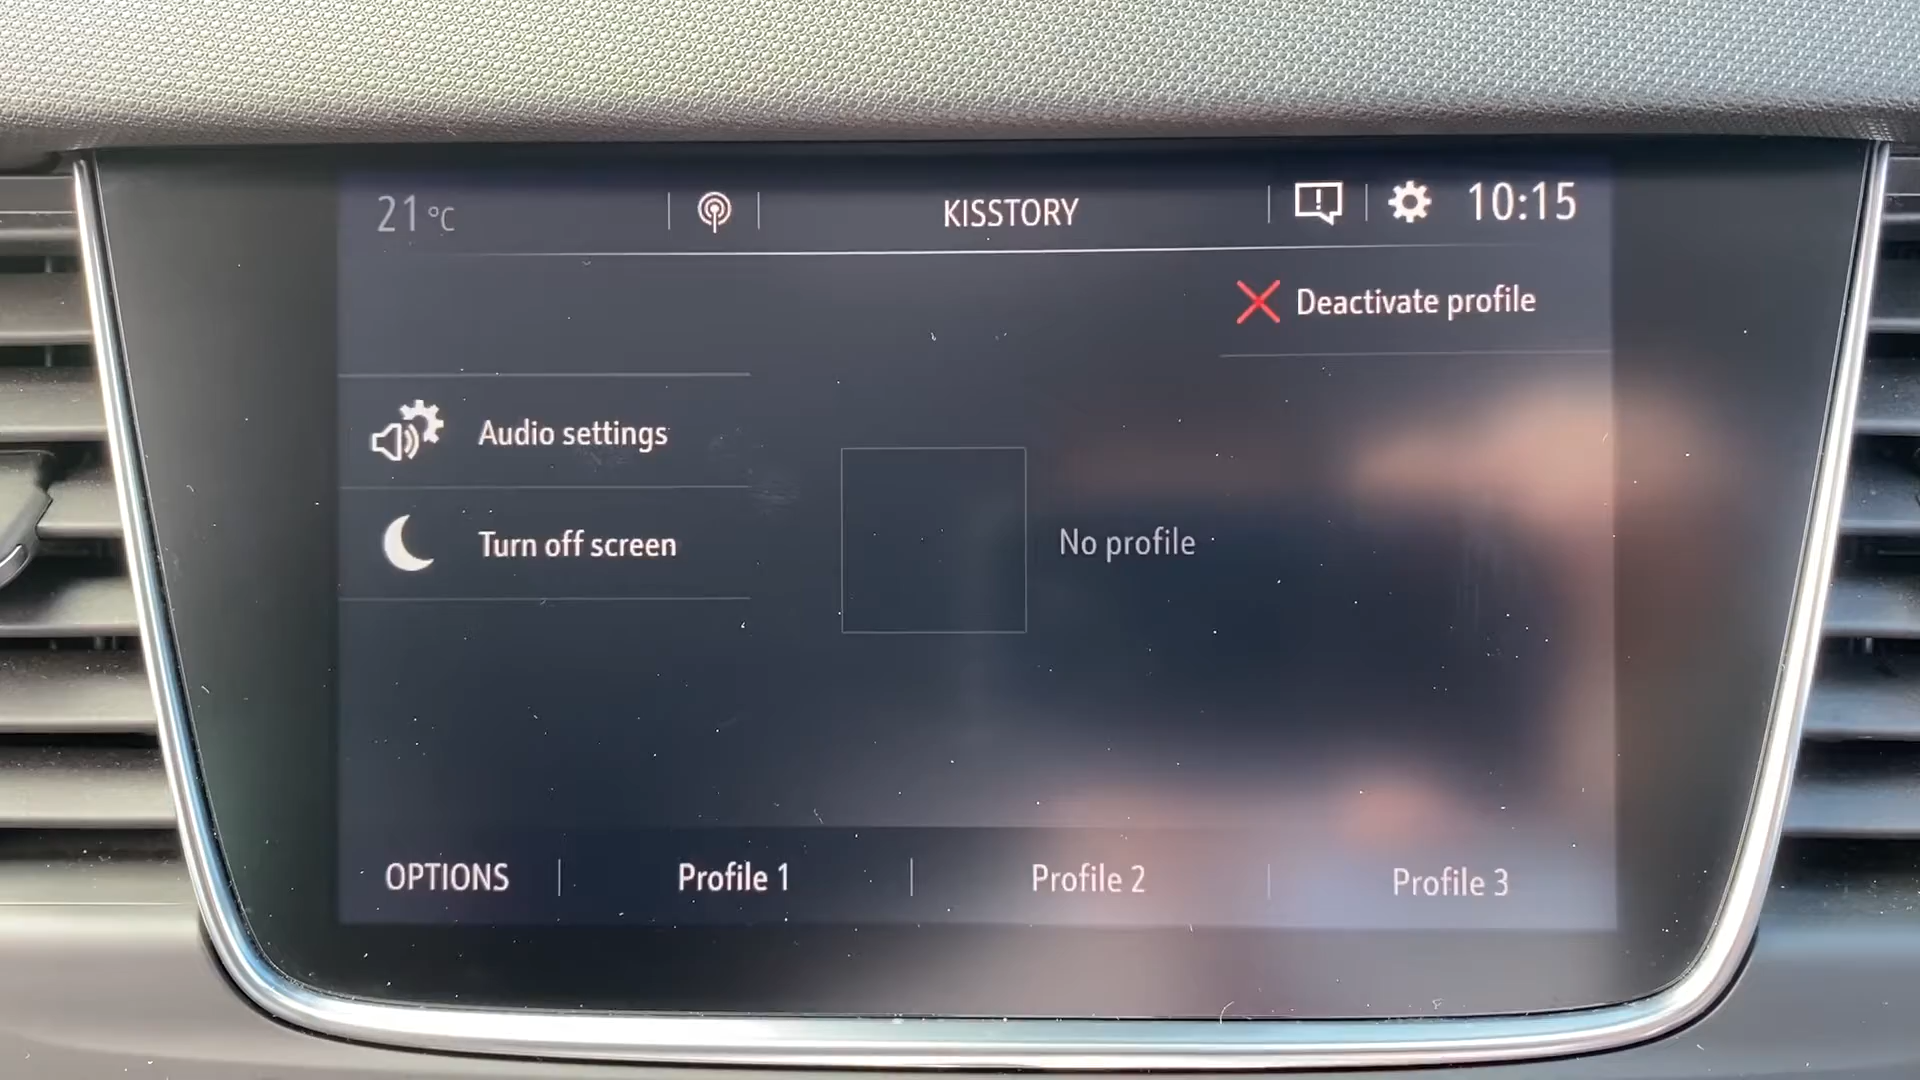 21 °C
KISSTORY
10:15
Deactivate profile
Audio settings
Turn off screen
No profile
OPTIONS
Profile 1
Profile 2
Profile 3